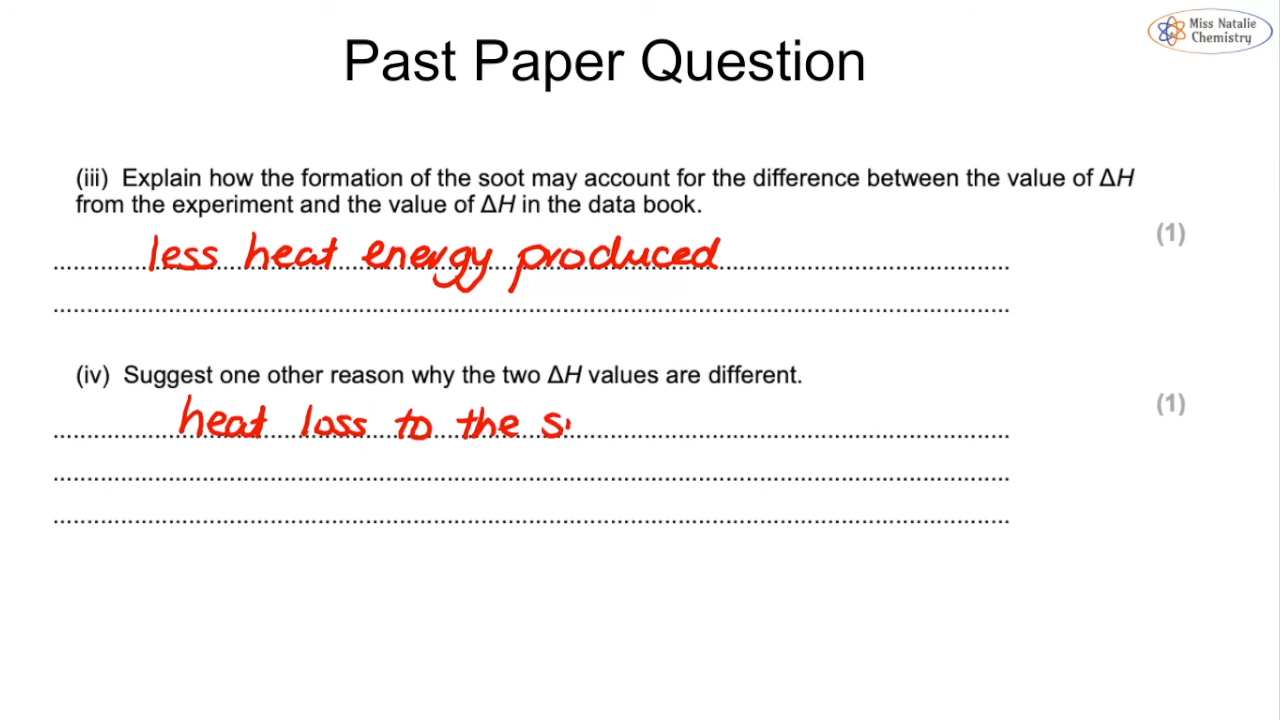 Miss Natalie
Chemistry
Past Paper Question
(iii) Explain how the formation of the soot may account for the difference between the value of ΔH
from the experiment and the value of ΔH in the data book.
(1)
less heat energy produced
(iv) Suggest one other reason why the two ΔH values are different.
(1)
heat loss to the